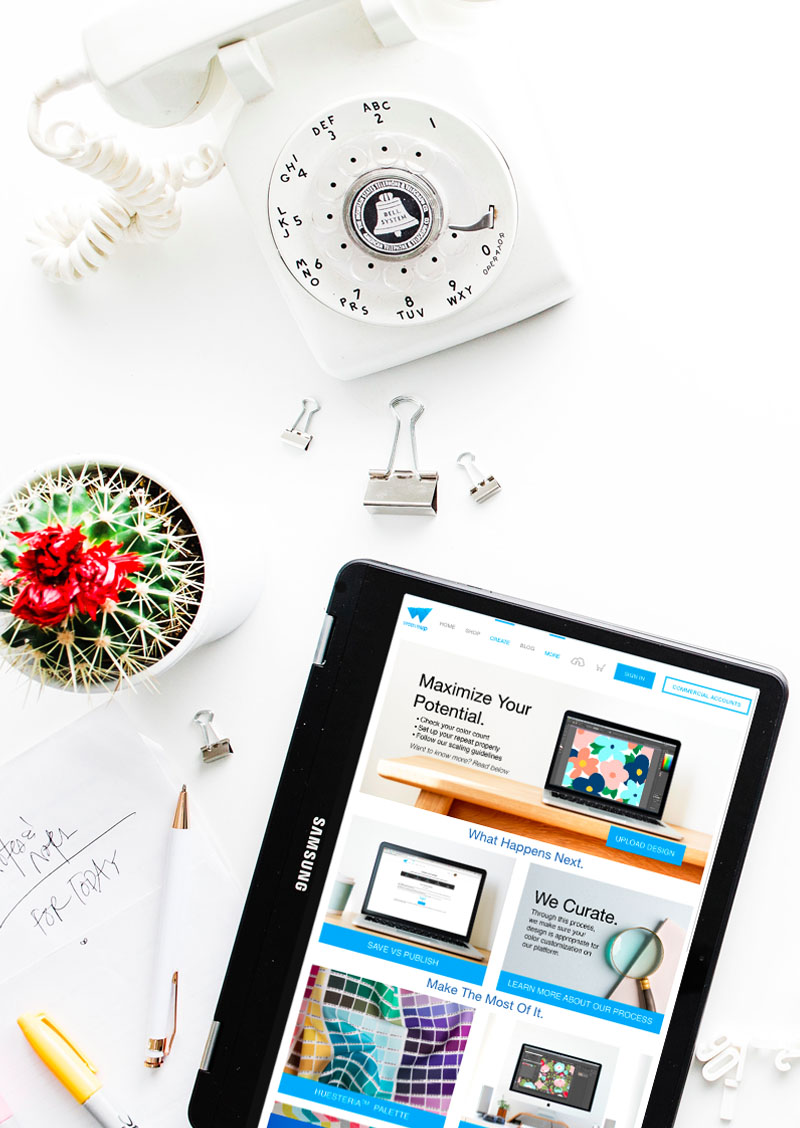 ABC
2
1
DEF
3
GHI
4
BELL
SYSTEM
JKL
5
MNO
6
PRS
7
TUV
8
WXY
9
0
OPERATOR
HOME
SHOP
CREATE
BLOG
MORE
SIGN IN
COMMERCIAL ACCOUNTS
Maximize Your
Potential.
• Check your color count
• Set up your repeat properly
• Follow our scaling guidelines
Want to know more? Read below
UPLOAD DESIGN
What Happens Next.
SAVE VS PUBLISH
We Curate.
Through this process,
we make sure your
design is appropriate for
color customization on
our platform.
LEARN MORE ABOUT OUR PROCESS
Make The Most Of It.
HUESTERIA™ PALETTE
SAMSUNG
FOR TODAY